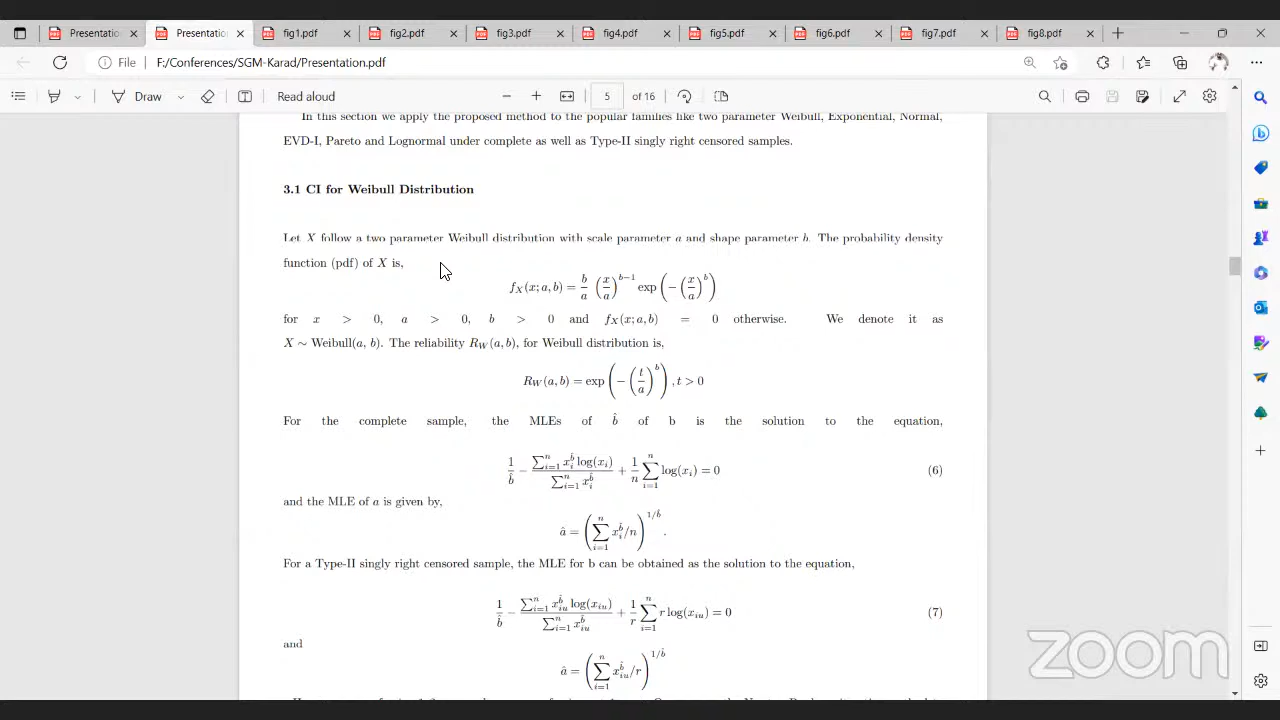 Presentation
Presentation
fig1.pdf
fig2.pdf
fig3.pdf
fig4.pdf
fig5.pdf
fig6.pdf
fig7.pdf
fig8.pdf
File
F:/Conferences/SGM-Karad/Presentation.pdf
Draw
Read aloud
5
of 16
In this section we apply the proposed method to the popular families like two parameter Weibull, Exponential, Normal,
EVD-I, Pareto and Lognormal under complete as well as Type-II singly right censored samples.
3.1 CI for Weibull Distribution
Let X follow a two parameter Weibull distribution with scale parameter a and shape parameter b. The probability density
function (pdf) of X is,
f_X(x; a, b) = b/a (x/a)^{b−1} exp(−(x/a)^b)
for x > 0, a > 0, b > 0 and f_X(x; a, b) = 0 otherwise. We denote it as
X ∼ Weibull(a, b). The reliability R_W(a, b), for Weibull distribution is,
R_W(a, b) = exp(−(t/a)^b), t > 0
For the complete sample, the MLEs of b̂ of b is the solution to the equation,
1/b̂ − ∑_{i=1}^n x_i^{b̂} log(x_i) / ∑_{i=1}^n x_i^{b̂} + 1/n ∑_{i=1}^n log(x_i) = 0 (6)
and the MLE of a is given by,
â = (∑_{i=1}^n x_i^{b̂}/n)^{1/b̂}.
For a Type-II singly right censored sample, the MLE for b can be obtained as the solution to the equation,
1/b̂ − ∑_{i=1}^n x_{iu}^{b̂} log(x_{iu}) / ∑_{i=1}^n x_{iu}^{b̂} + 1/r ∑_{i=1}^n r log(x_{iu}) = 0 (7)
and
â = (∑_{i=1}^n x_{iu}^{b̂}/r)^{1/b̂}
zoom